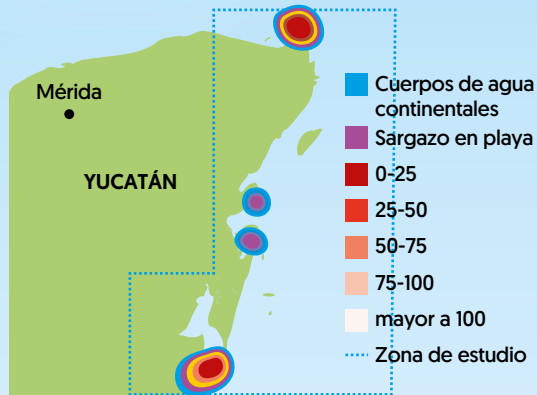 Mérida
YUCATÁN
Cuerpos de agua
continentales
Sargazo en playa
0-25
25-50
50-75
75-100
mayor a 100
Zona de estudio